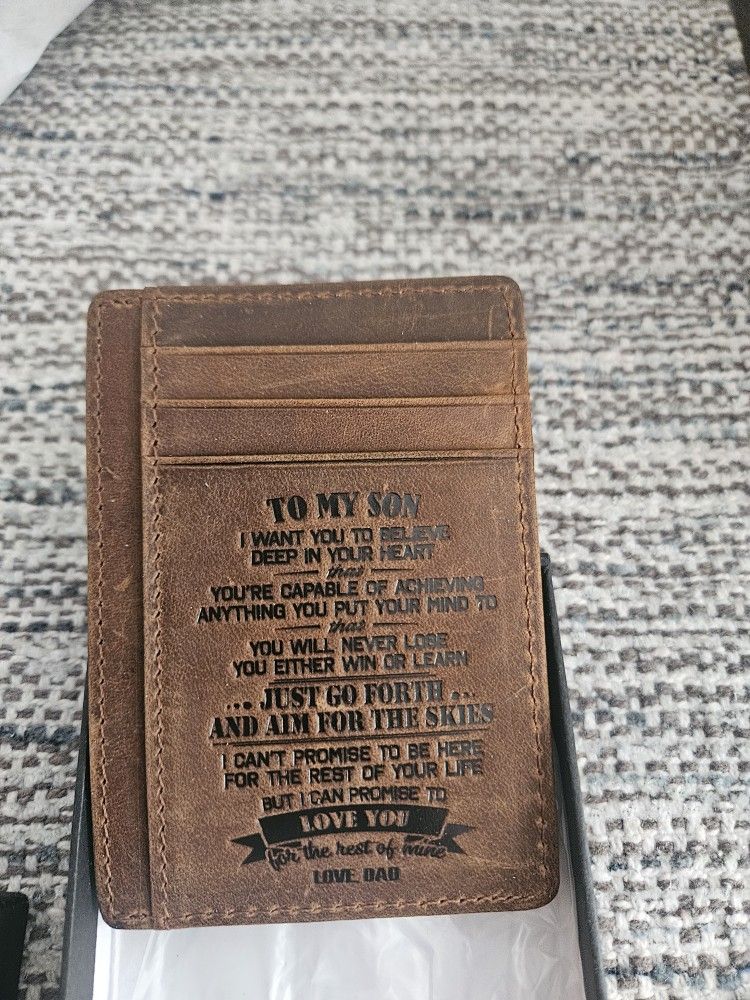 TO MY SON
I WANT YOU TO BELIEVE
DEEP IN YOUR HEART
that
YOU'RE CAPABLE OF ACHIEVING
ANYTHING YOU PUT YOUR MIND TO
that
YOU WILL NEVER LOSE
YOU EITHER WIN OR LEARN
... JUST GO FORTH ...
AND AIM FOR THE SKIES
I CAN'T PROMISE TO BE HERE
FOR THE REST OF YOUR LIFE
BUT I CAN PROMISE TO
LOVE YOU
for the rest of mine
LOVE, DAD